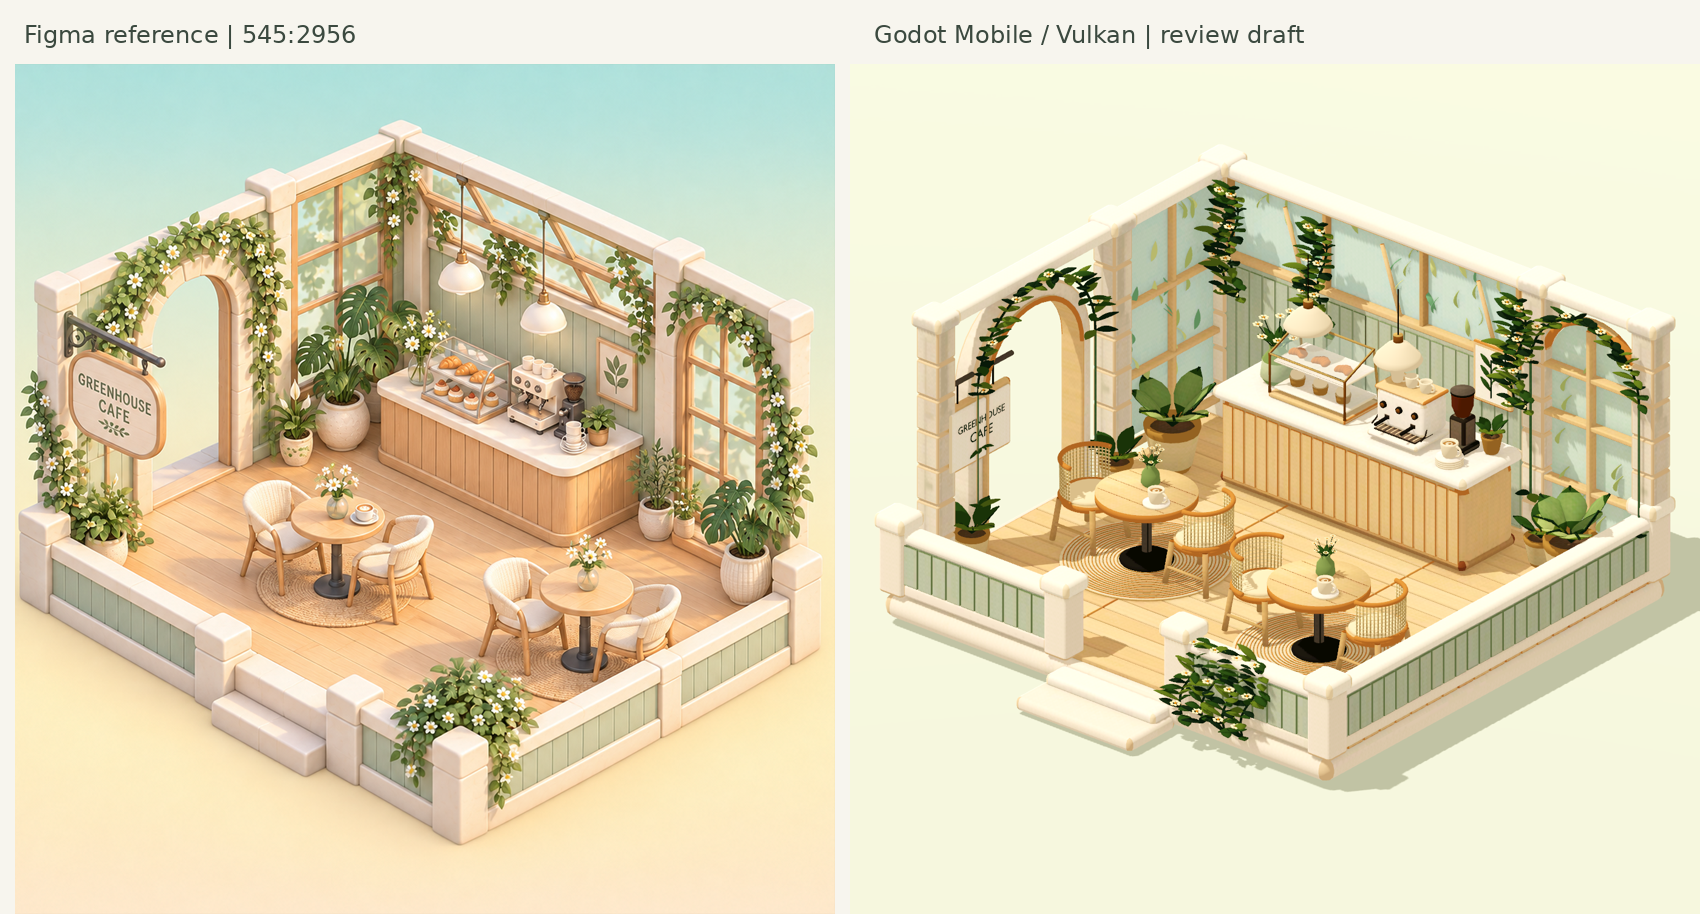 Figma reference | 545:2956
Godot Mobile / Vulkan | review draft
GREENHOUSE
CAFE
GREENHOUSE
CAFE